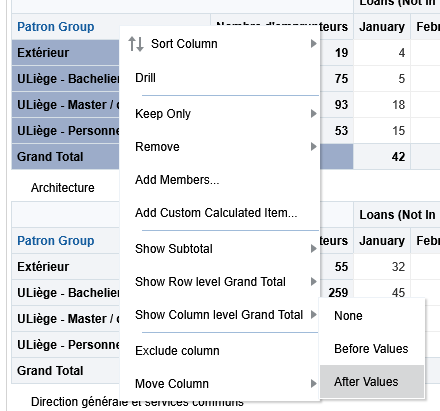 Loans (Not In
Patron Group Nombre d'emprunteurs January Febr
Extérieur 19 4
ULiège - Bachelier 75 5
ULiège - Master / d 93 18
ULiège - Personne 53 15
Grand Total 42
Architecture
Sort Column
Drill
Keep Only
Remove
Add Members...
Add Custom Calculated Item...
Show Subtotal
Show Row level Grand Total
Show Column level Grand Total
Exclude column
Move Column
None
Before Values
After Values
Loans (Not In
Patron Group teurs January Febr
Extérieur 55 32
ULiège - Bachelier 259 45
ULiège - Master / d
ULiège - Personne
Grand Total
Direction générale et services communs